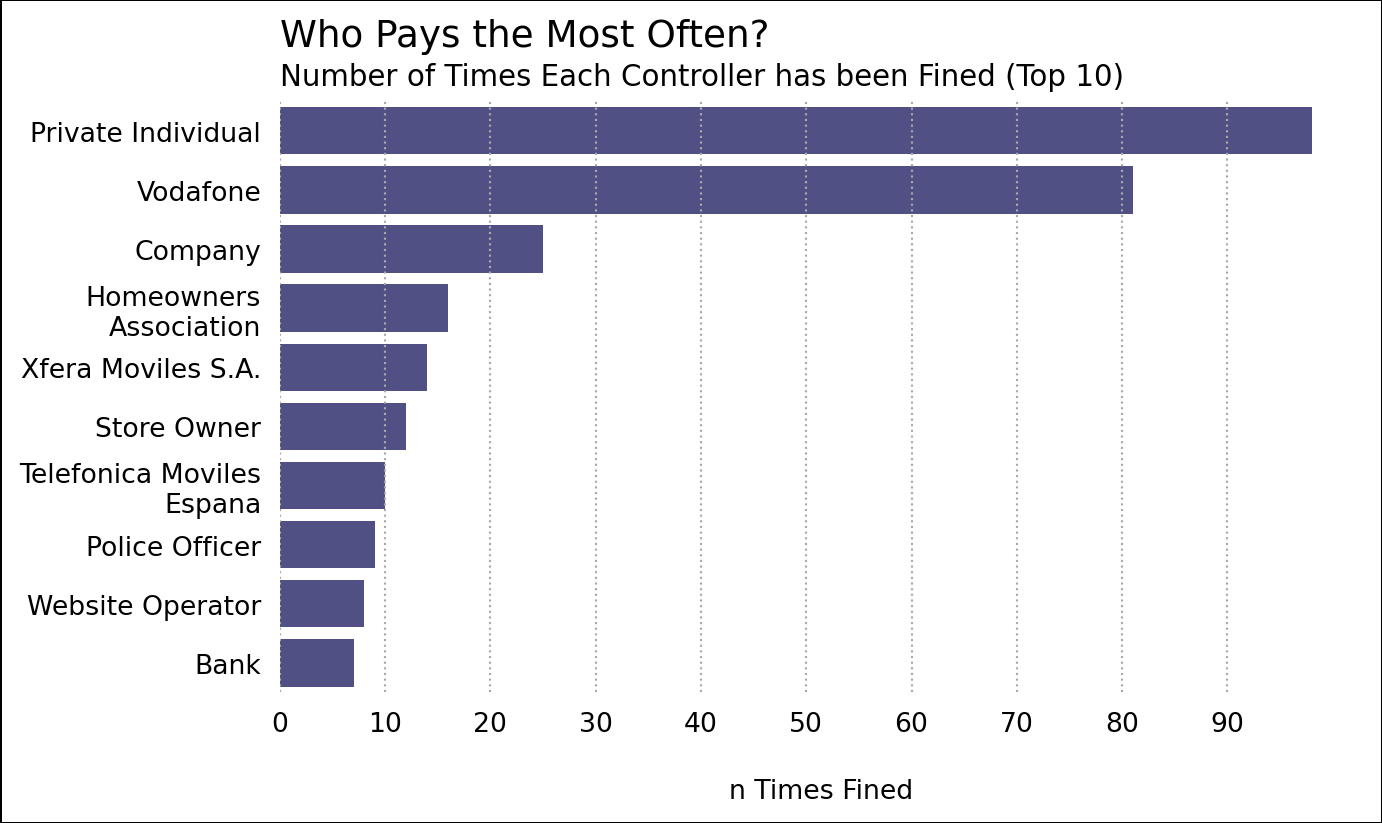 Who Pays the Most Often?
Number of Times Each Controller has been Fined (Top 10)
Private Individual
Vodafone
Company
Homeowners
Association
Xfera Moviles S.A.
Store Owner
Telefonica Moviles
Espana
Police Officer
Website Operator
Bank
0 10 20 30 40 50 60 70 80 90
n Times Fined